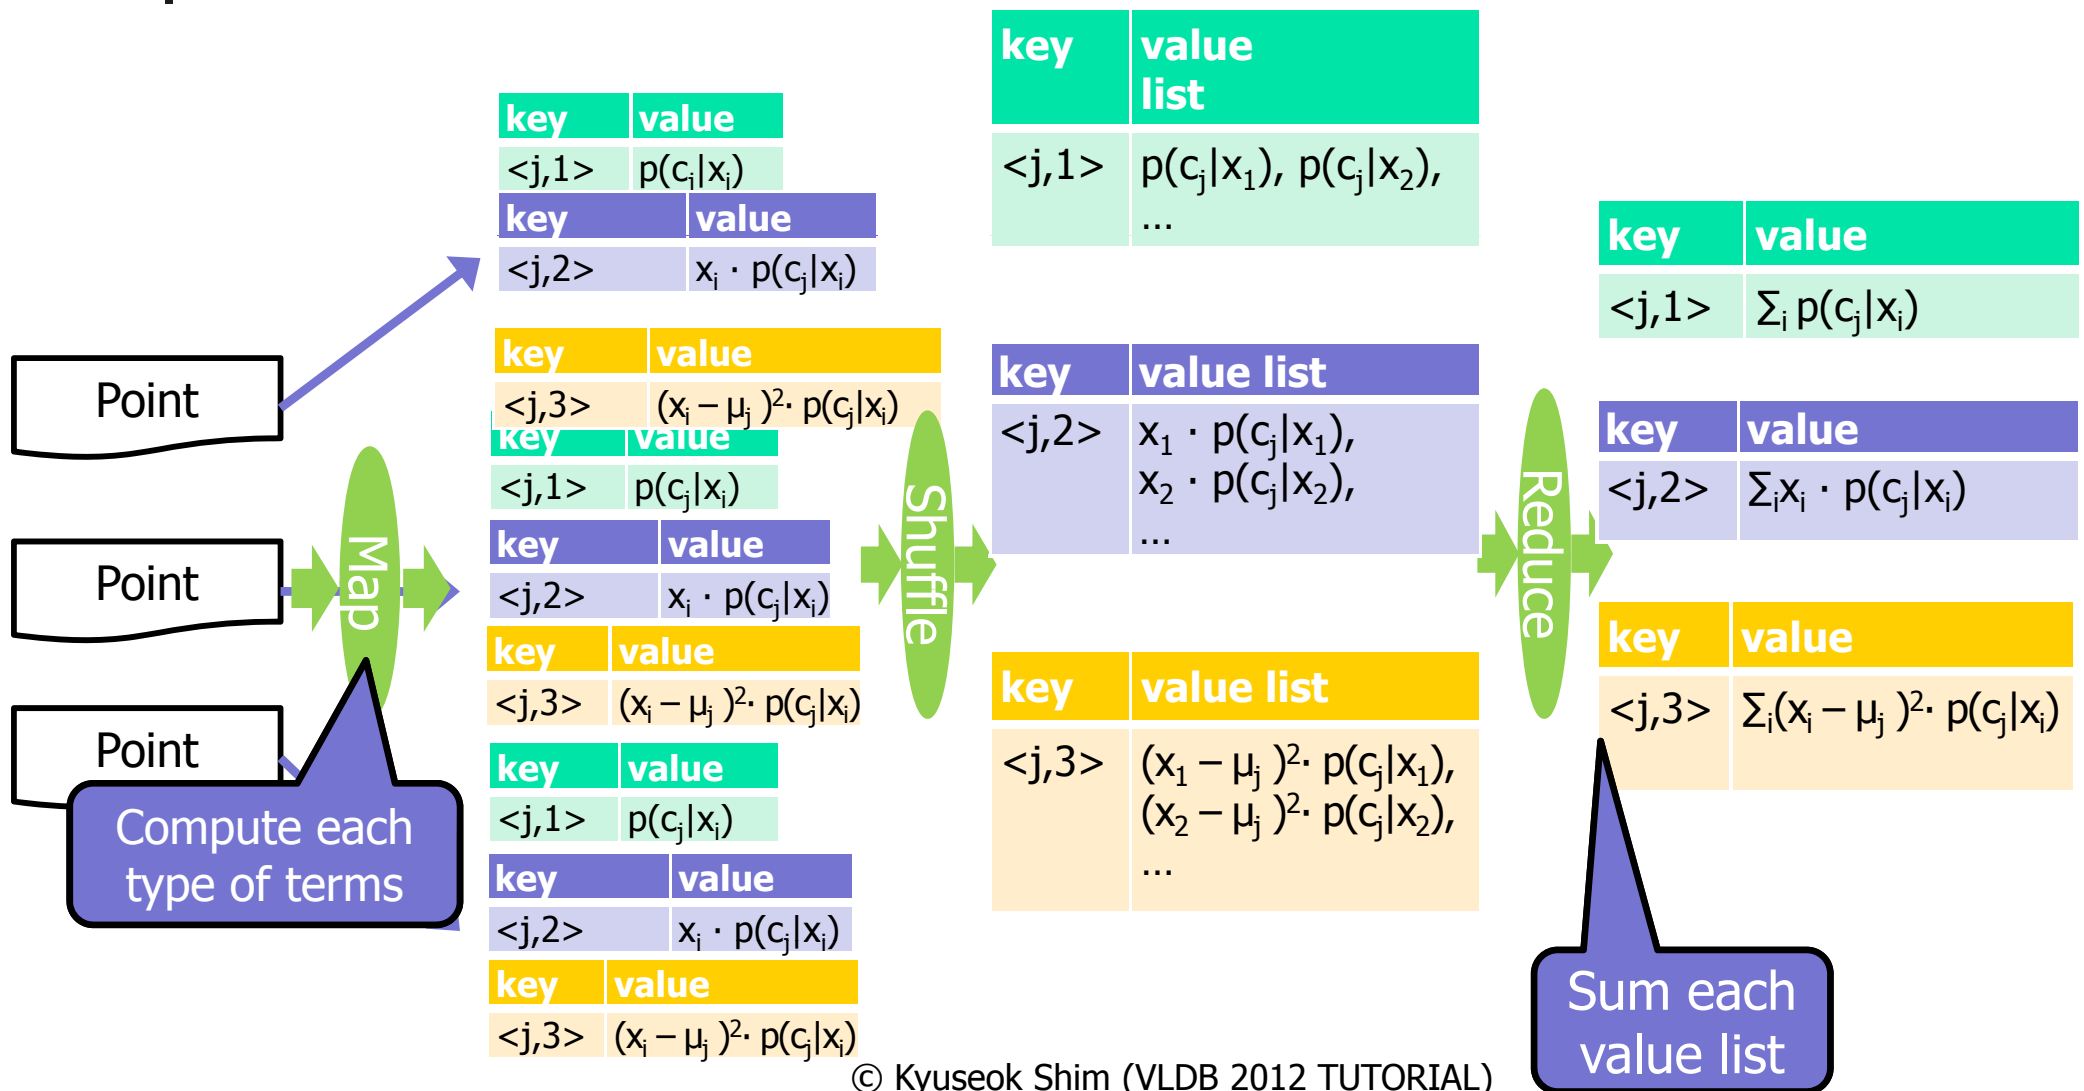 Point
Point
Point
Map
Compute each
type of terms
key value
<j,1> p(cj|xi)
key value
<j,2> xi · p(cj|xi)
key value
<j,3> (xi – μj )²· p(cj|xi)
key value
<j,1> p(cj|xi)
key value
<j,2> xi · p(cj|xi)
key value
<j,3> (xi – μj )²· p(cj|xi)
key value
<j,1> p(cj|xi)
key value
<j,2> xi · p(cj|xi)
key value
<j,3> (xi – μj )²· p(cj|xi)
Shuffle
key value
list
<j,1> p(cj|x1), p(cj|x2),
...
key value list
<j,2> x1 · p(cj|x1),
x2 · p(cj|x2),
...
key value list
<j,3> (x1 – μj )²· p(cj|x1),
(x2 – μj )²· p(cj|x2),
...
Reduce
key value
<j,1> ∑i p(cj|xi)
key value
<j,2> ∑ixi · p(cj|xi)
key value
<j,3> ∑i(xi – μj )²· p(cj|xi)
Sum each
value list
© Kyuseok Shim (VLDB 2012 TUTORIAL)